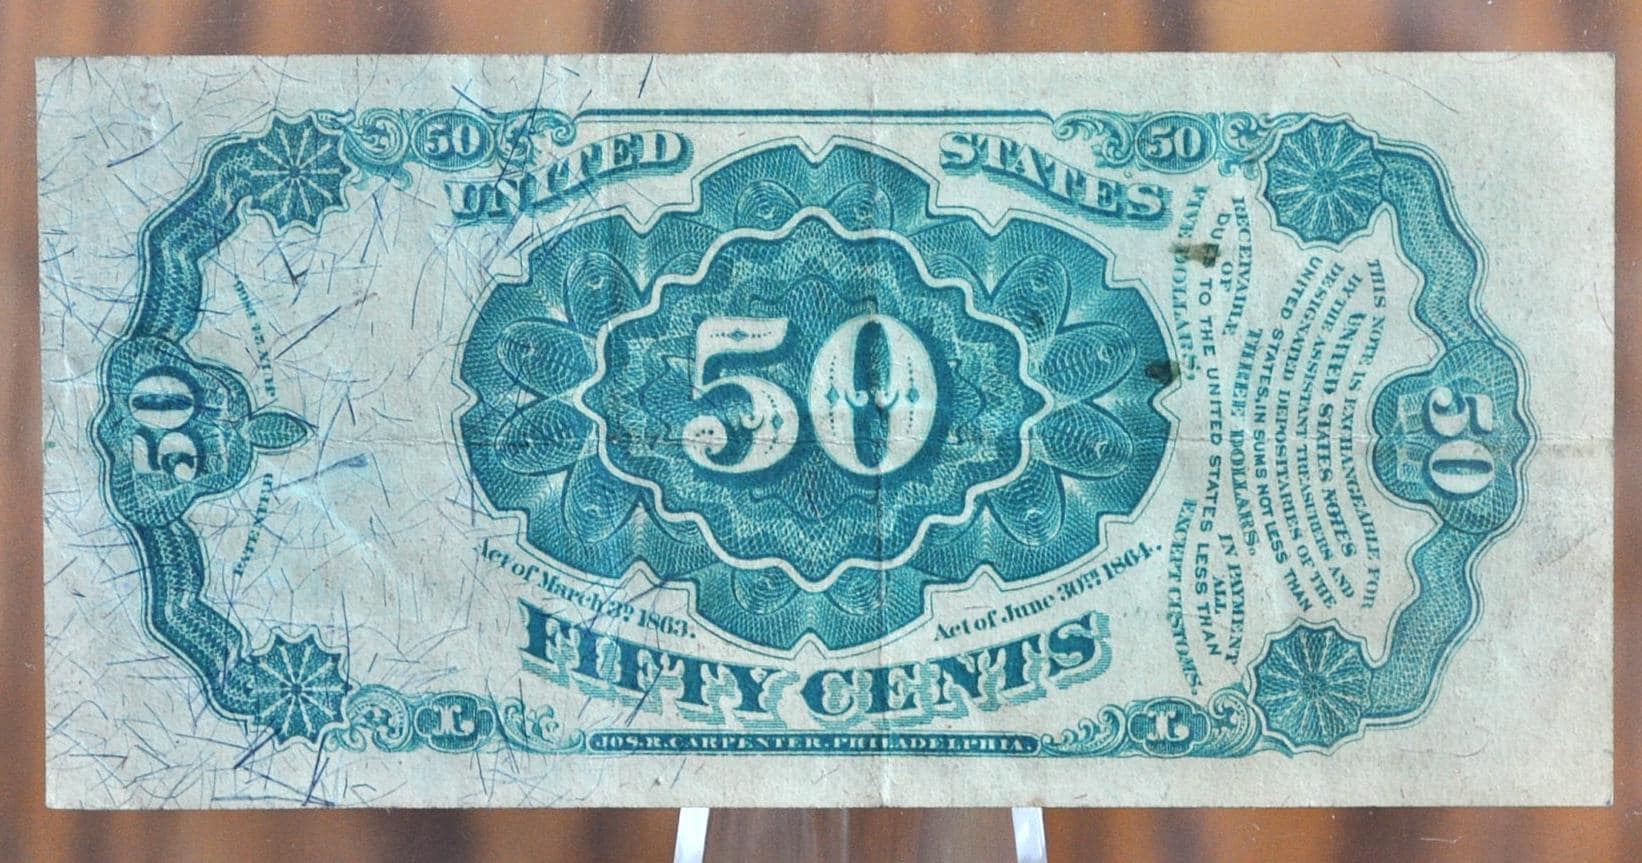 50
50
UNITED STATES
RECEIVABLE FOR
50
Act of March 3D. 1863.
Act of June 30TH 1864.
FIFTY CENTS
L
L
JOS. R. CARPENTER. PHILADELPHIA.
50
PATENTED
50
THIS NOTE IS EXCHANGEABLE FOR
UNITED STATES NOTES
BY THE ASSISTANT TREASURERS AND
DESIGNATED DEPOSITARIES OF THE
UNITED STATES, IN SUMS NOT LESS THAN
THREE DOLLARS.
RECEIVABLE IN PAYMENT
OF ALL
DUES TO THE UNITED STATES LESS THAN
FIVE DOLLARS, EXCEPT CUSTOMS.